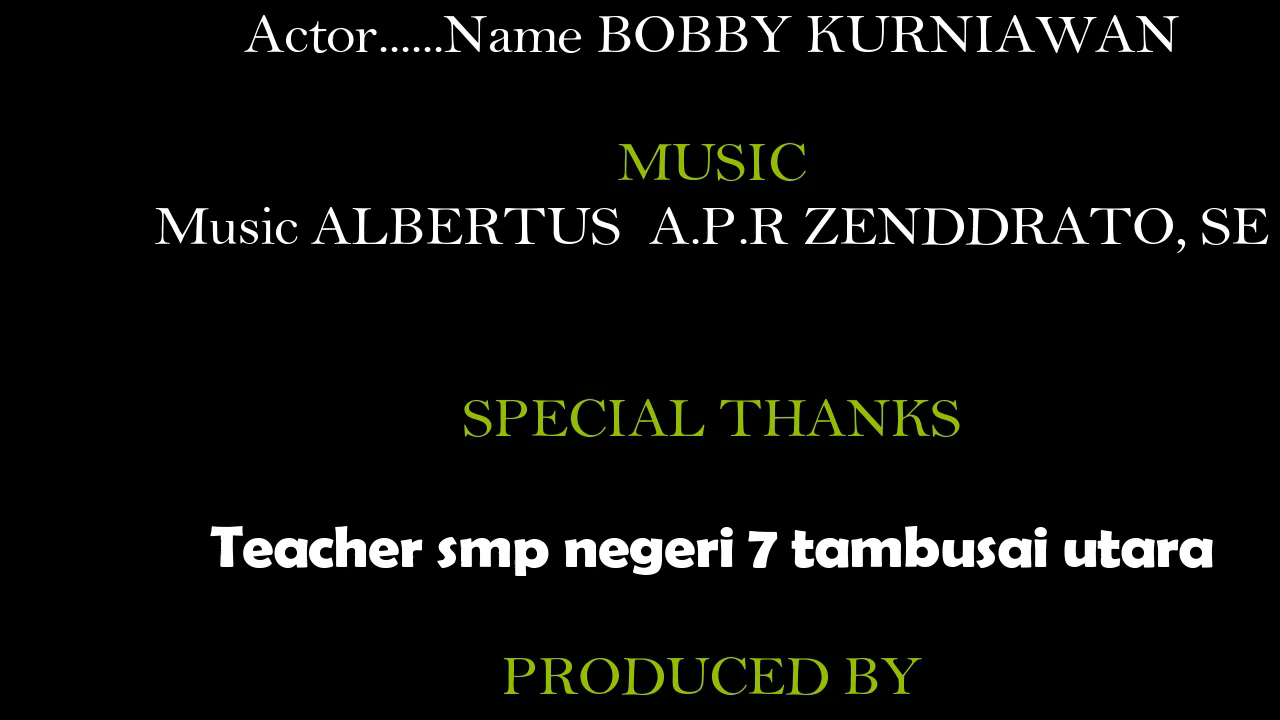 Actor......Name BOBBY KURNIAWAN
MUSIC
Music ALBERTUS  A.P.R ZENDDRATO, SE
SPECIAL THANKS
Teacher smp negeri 7 tambusai utara
PRODUCED BY